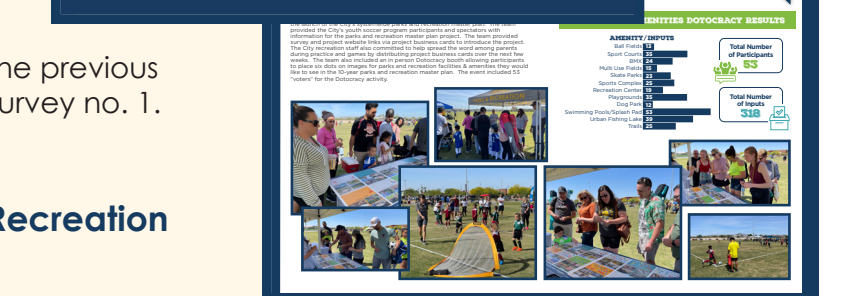 ne previous
urvey no. 1.
Recreation
the launch of the City's systemwide parks and recreation master plan. The team
provided the City's youth soccer program participants and spectators with
information for the parks and recreation master plan project. The team provided
survey and project website links via project business cards to introduce the project.
The City recreation staff also committed to help spread the word among parents
during practice and games by distributing project business cards over the next few
weeks. The team also included an in person Dotocracy booth allowing participants
to place six dots on images for parks and recreation facilities & amenities they would
like to see in the 10-year parks and recreation master plan. The event included 53
"voters" for the Dotocracy activity.
MENITIES DOTOCRACY RESULTS
AMENITY/INPUTS
Ball Fields 13
Sport Courts 35
BMX 24
Multi Use Fields 15
Skate Parks 23
Sports Complex 25
Recreation Center 19
Playgrounds 35
Dog Park 12
Swimming Pools/Splash Pad 53
Urban Fishing Lake 39
Trails 25
Total Number
of Participants
53
Total Number
of Inputs
318